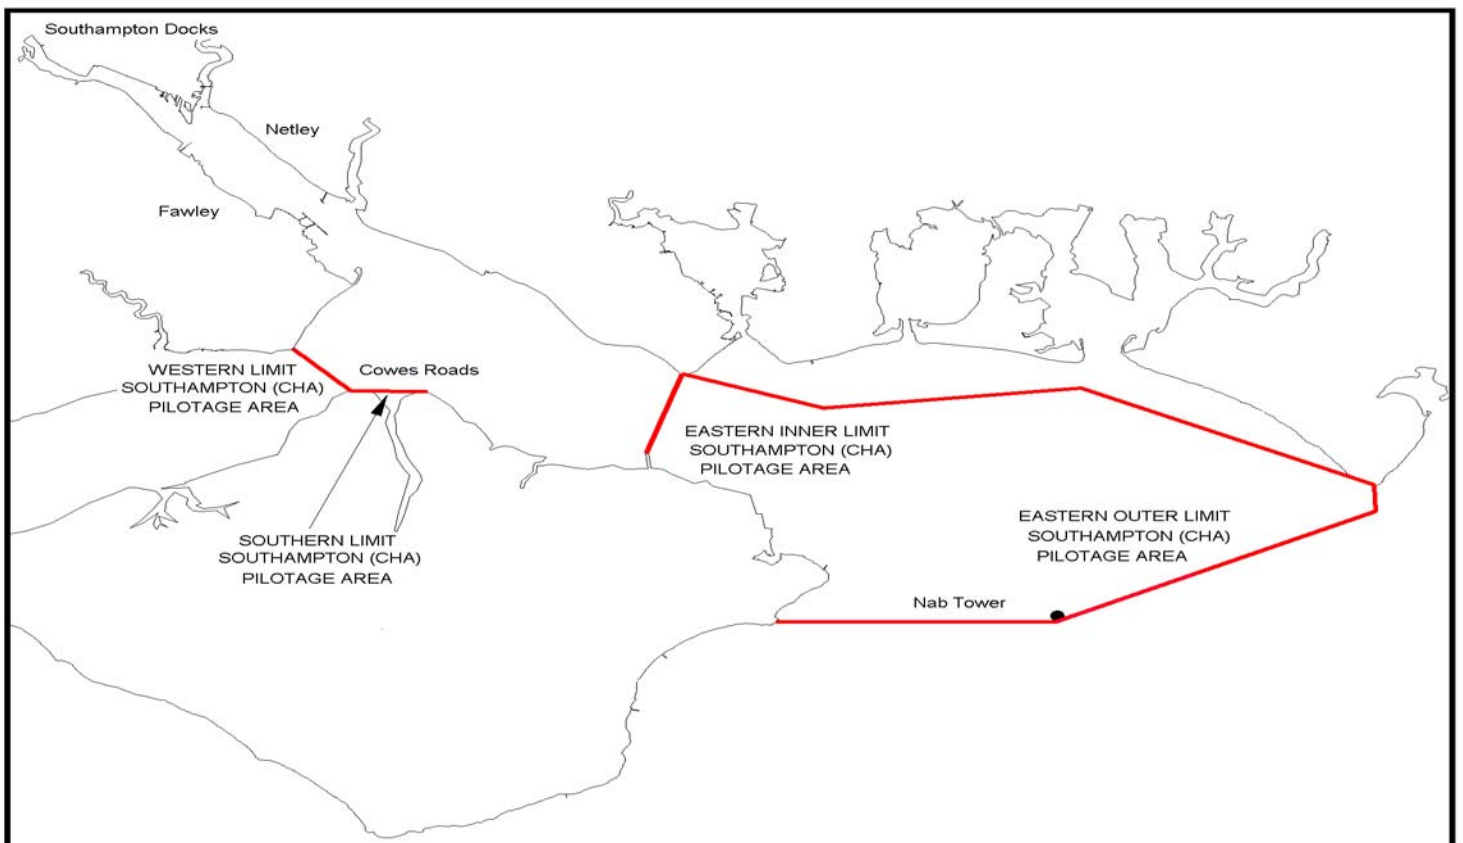 Southampton Docks
Netley
Fawley
WESTERN LIMIT
SOUTHAMPTON (CHA)
PILOTAGE AREA
Cowes Roads
EASTERN INNER LIMIT
SOUTHAMPTON (CHA)
PILOTAGE AREA
SOUTHERN LIMIT
SOUTHAMPTON (CHA)
PILOTAGE AREA
EASTERN OUTER LIMIT
SOUTHAMPTON (CHA)
PILOTAGE AREA
Nab Tower